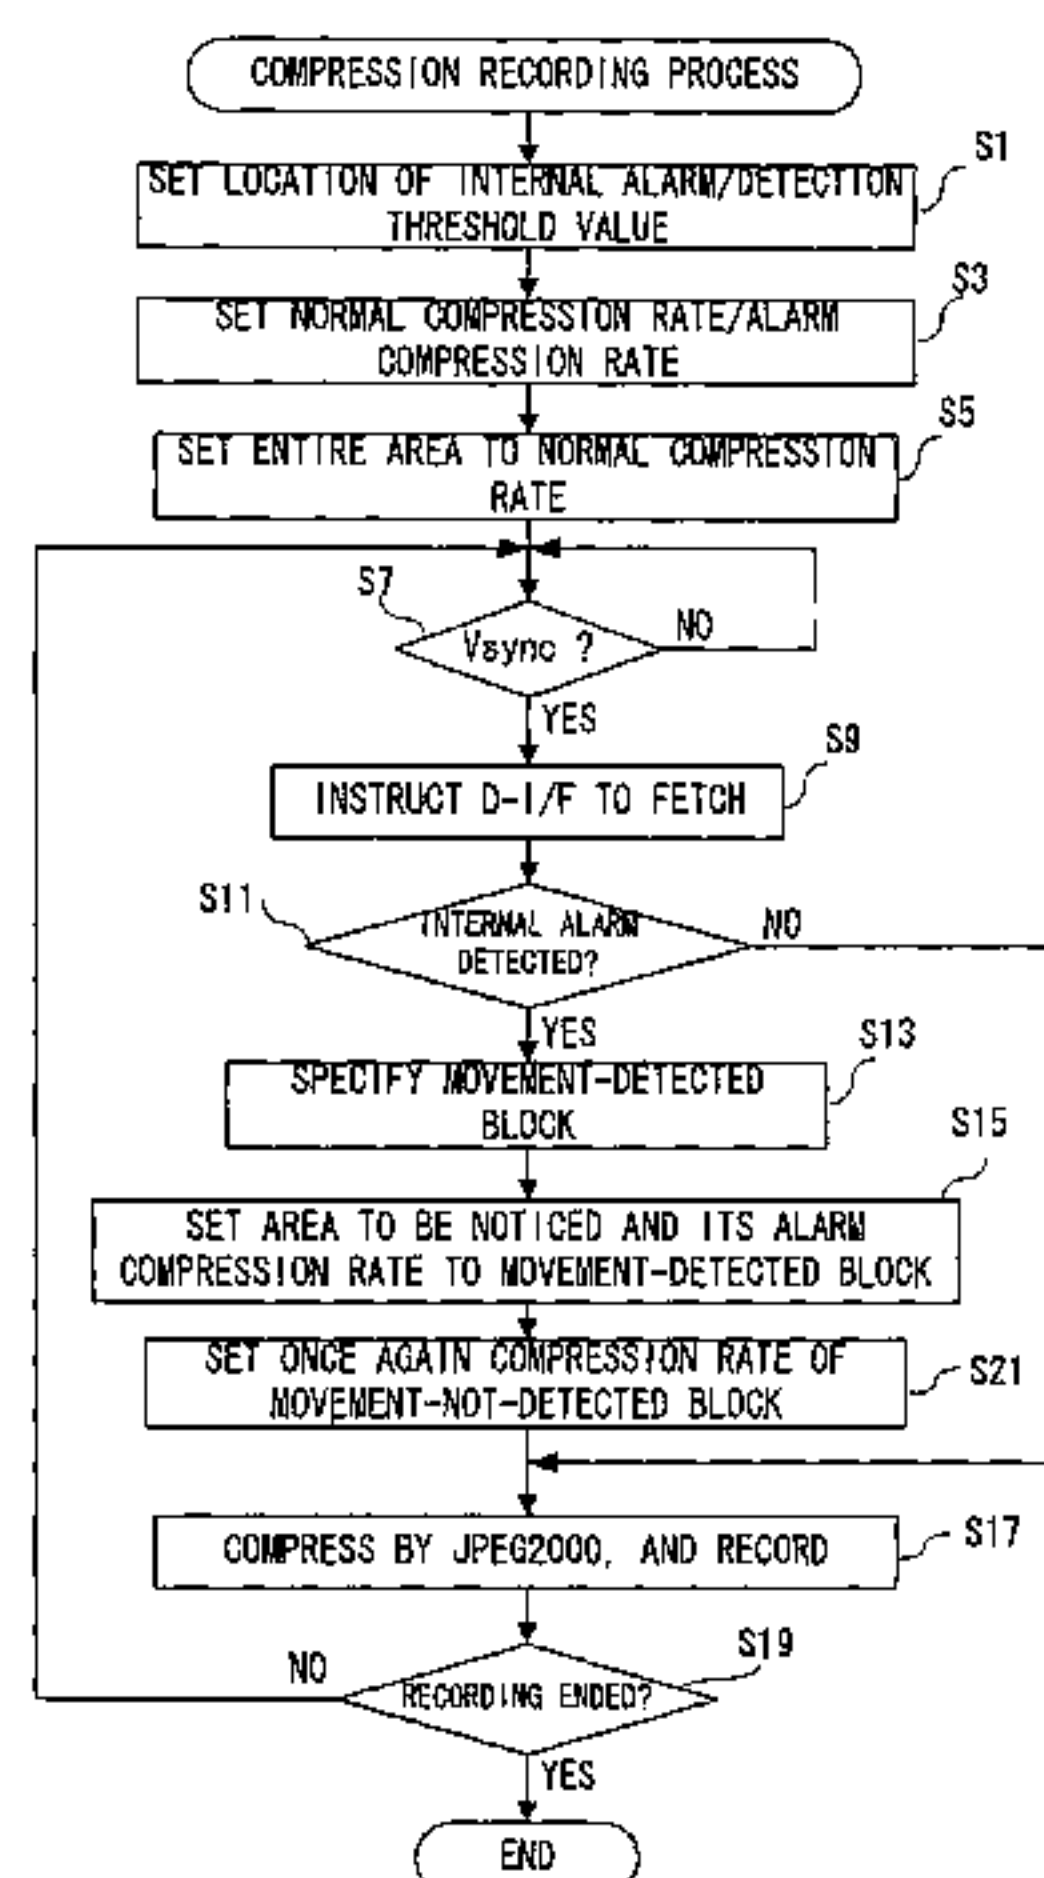 COMPRESSION RECORDING PROCESS
S1
SET LOCATION OF INTERNAL ALARM/DETECTION
THRESHOLD VALUE
S3
SET NORMAL COMPRESSION RATE/ALARM
COMPRESSION RATE
S5
SET ENTIRE AREA TO NORMAL COMPRESSION
RATE
S7
Vsync ?
NO
YES
S9
INSTRUCT D-I/F TO FETCH
S11
INTERNAL ALARM
DETECTED?
NO
YES
S13
SPECIFY MOVEMENT-DETECTED
BLOCK
S15
SET AREA TO BE NOTICED AND ITS ALARM
COMPRESSION RATE TO MOVEMENT-DETECTED BLOCK
SET ONCE AGAIN COMPRESSION RATE OF
MOVEMENT-NOT-DETECTED BLOCK
S21
COMPRESS BY JPEG2000, AND RECORD
S17
S19
NO
RECORDING ENDED?
YES
END